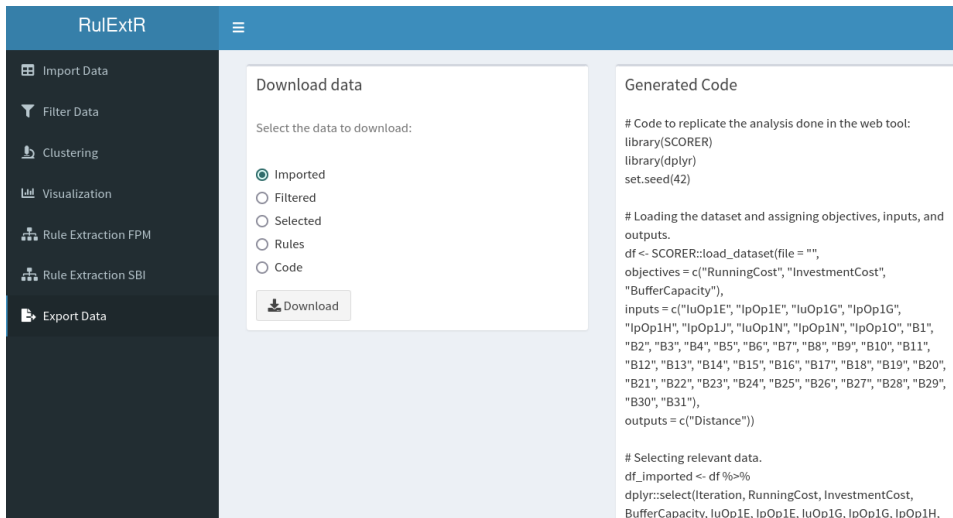 RulExtR
Import Data
Filter Data
Clustering
Visualization
Rule Extraction FPM
Rule Extraction SBI
Export Data
Download data
Select the data to download:
Imported
Filtered
Selected
Rules
Code
Download
Generated Code
# Code to replicate the analysis done in the web tool:
library(SCORER)
library(dplyr)
set.seed(42)
# Loading the dataset and assigning objectives, inputs, and
outputs.
df <- SCORER::load_dataset(file = "",
objectives = c("RunningCost", "InvestmentCost",
"BufferCapacity"),
inputs = c("IuOp1E", "IpOp1E", "IuOp1G", "IpOp1G",
"IpOp1H", "IpOp1J", "IuOp1N", "IpOp1N", "IpOp1O", "B1",
"B2", "B3", "B4", "B5", "B6", "B7", "B8", "B9", "B10", "B11",
"B12", "B13", "B14", "B15", "B16", "B17", "B18", "B19", "B20",
"B21", "B22", "B23", "B24", "B25", "B26", "B27", "B28", "B29",
"B30", "B31"),
outputs = c("Distance"))
# Selecting relevant data.
df_imported <- df %>%
dplyr::select(Iteration, RunningCost, InvestmentCost,
BufferCapacity, IuOp1E, IpOp1E, IuOp1G, IpOp1G, IpOp1H,